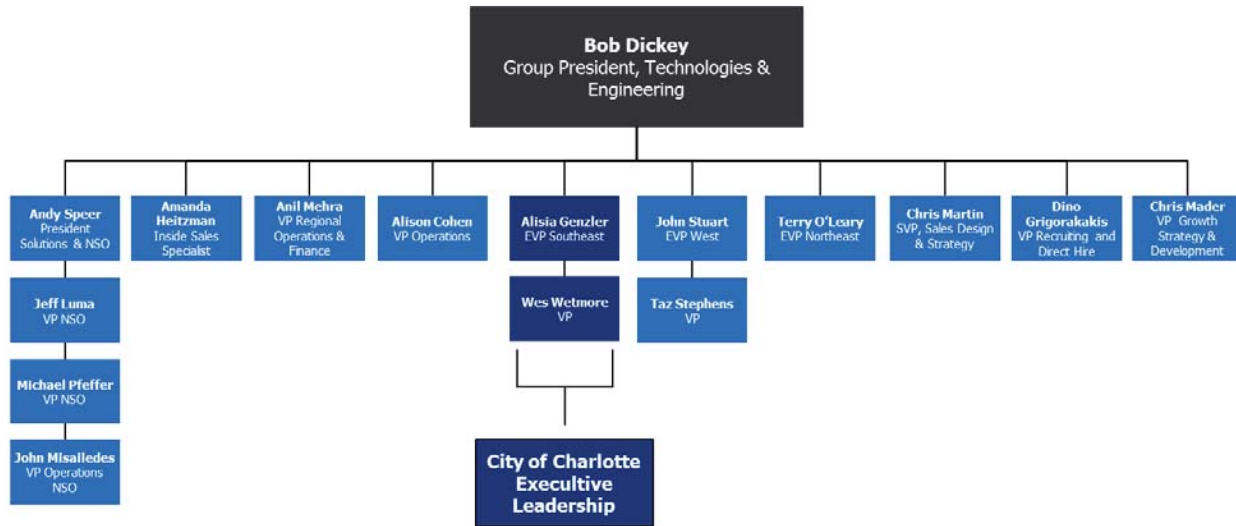 Bob Dickey
Group President, Technologies &
Engineering
Andy Speer
President
Solutions & NSO
Amanda
Heitzman
Inside Sales
Specialist
Anil Mehra
VP Regional
Operations &
Finance
Alison Cohen
VP Operations
Alisia Genzler
EVP Southeast
John Stuart
EVP West
Terry O'Leary
EVP Northeast
Chris Martin
SVP, Sales Design
& Strategy
Dino
Grigorakakis
VP Recruiting and
Direct Hire
Chris Mader
VP Growth
Strategy &
Development
Jeff Luma
VP NSO
Wes Wetmore
VP
Taz Stephens
VP
Michael Pfeffer
VP NSO
John Misalledes
VP Operations
NSO
City of Charlotte
Execultive
Leadership